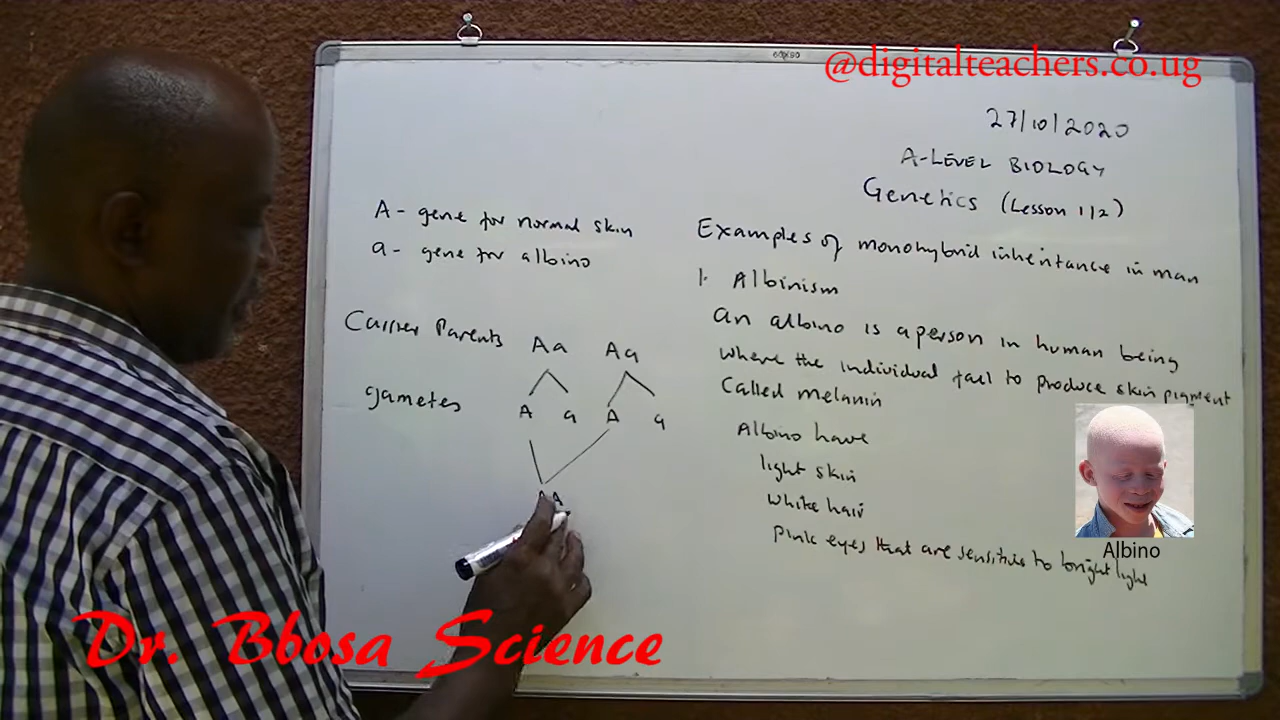 @digitalteachers.co.ug
27/10/2020
A-LEVEL BIOLOGY
Genetics (Lesson 1/2)
A- gene for normal skin
a- gene for albino
Carrier Parents Aa Aa
gametes A a A a
A
Examples of monohybrid inheritance in man
1. Albinism
An albino is a person in human being
where the individual fail to produce skin pigment
Called melanin
Albino have
light skin
white hair
pink eyes that are sensitive to bright light
Albino
Dr. Bbosa Science